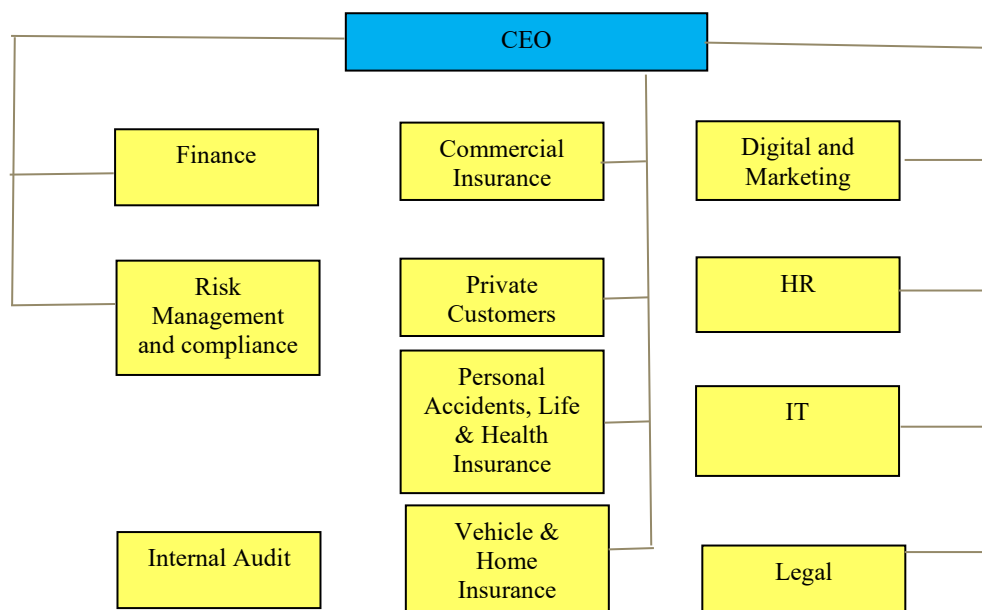 CEO
Finance
Commercial
Insurance
Digital and
Marketing
Risk
Management
and compliance
Private
Customers
HR
Personal
Accidents, Life
& Health
Insurance
IT
Internal Audit
Vehicle &
Home
Insurance
Legal